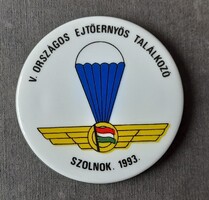 V. ORSZÁGOS EJTŐERNYŐS TALÁLKOZÓ
SZOLNOK. 1993.